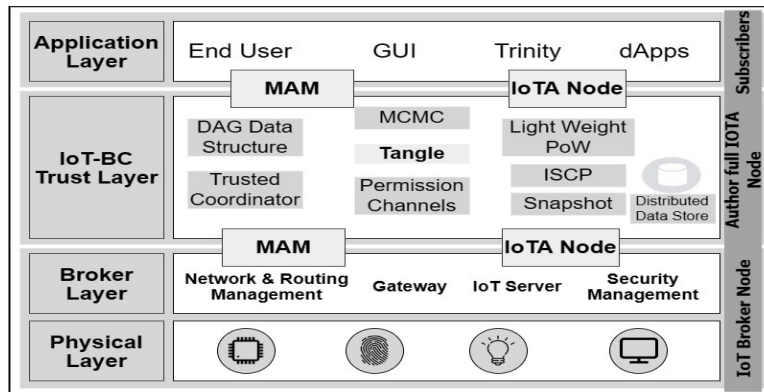 Application
Layer
End User
GUI
Trinity
dApps
Subscribers
MAM
IoTA Node
IoT-BC
Trust Layer
DAG Data
Structure
MCMC
Light Weight
PoW
Tangle
Trusted
Coordinator
Permission
Channels
ISCP
Snapshot
Distributed
Data Store
Author full IOTA
Node
MAM
IoTA Node
Broker
Layer
Network & Routing
Management
Gateway
IoT Server
Security
Management
IoT Broker Node
Physical
Layer